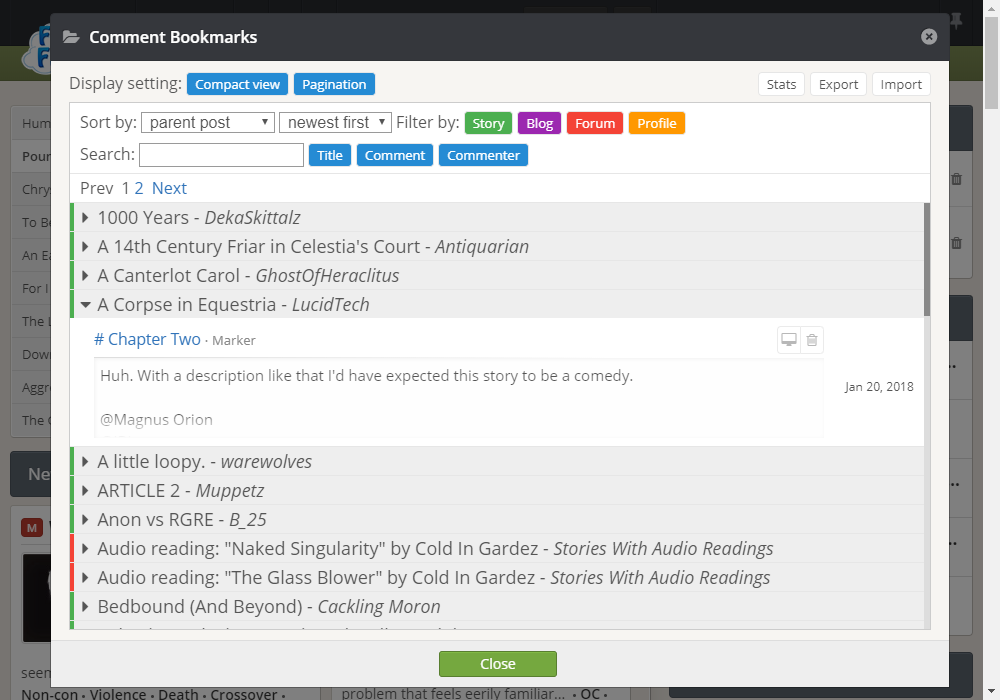 Comment Bookmarks
Display setting: Compact view Pagination Stats Export Import
Sort by: parent post newest first Filter by: Story Blog Forum Profile
Search: Title Comment Commenter
Prev 1 2 Next
1000 Years - DekaSkittalz
A 14th Century Friar in Celestia's Court - Antiquarian
A Canterlot Carol - GhostOfHeraclitus
A Corpse in Equestria - LucidTech
# Chapter Two · Marker
Huh. With a description like that I'd have expected this story to be a comedy.
Jan 20, 2018
@Magnus Orion
A little loopy. - warewolves
ARTICLE 2 - Muppetz
Anon vs RGRE - B_25
Audio reading: "Naked Singularity" by Cold In Gardez - Stories With Audio Readings
Audio reading: "The Glass Blower" by Cold In Gardez - Stories With Audio Readings
Bedbound (And Beyond) - Cackling Moron
Close
Hum
Pour
Chry
To Be
An Ea
For I
The L
Dow
Aggr
The
Ne
M
seen
Non-con • Violence • Death • Crossover •
problem that feels eerily familiar... • OC •